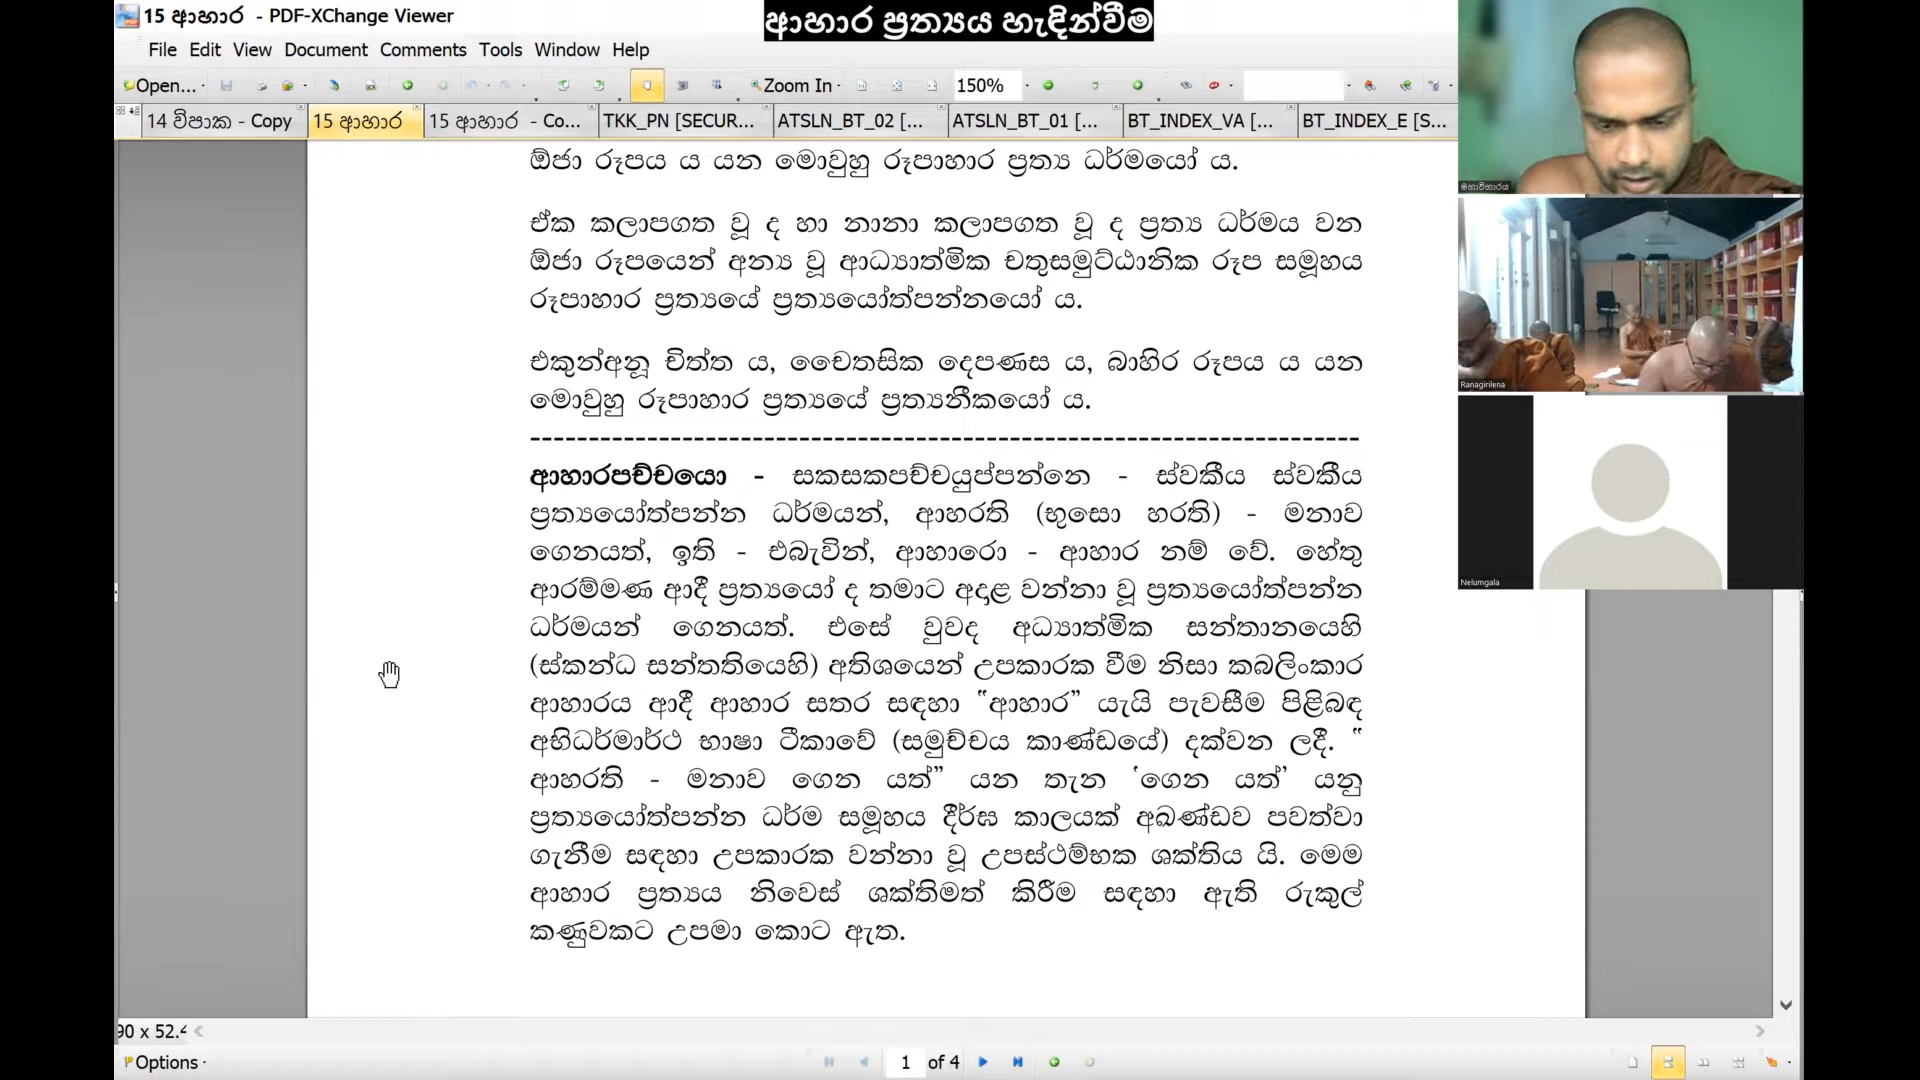 15 ආහාර - PDF-XChange Viewer
ආහාර ප්‍රත්‍යය හැඳින්වීම
File Edit View Document Comments Tools Window Help
Open... Zoom In 150%
14 විපාක - Copy 15 ආහාර 15 ආහාර - Co... TKK_PN [SECUR... ATSLN_BT_02 [... ATSLN_BT_01 [... BT_INDEX_VA [... BT_INDEX_E [S...
ඕජා රූපය ය යන මොවුහු රූපාහාර ප්‍රත්‍ය ධර්මයෝ ය.
ඒක කලාපගත වූ ද හා නානා කලාපගත වූ ද ප්‍රත්‍ය ධර්මය වන
ඕජා රූපයෙන් අන්‍ය වූ ආධ්‍යාත්මික චතුසමුට්ඨානික රූප සමූහය
රූපාහාර ප්‍රත්‍යයේ ප්‍රත්‍යයෝත්පන්නයෝ ය.
එකුන්අනූ චිත්ත ය, චෛතසික දෙපණස ය, බාහිර රූපය ය යන
මොවුහු රූපාහාර ප්‍රත්‍යයේ ප්‍රත්‍යනීකයෝ ය.
-----------------------------------------------------------------------
ආහාරපච්චයො - සකසකපච්චයුප්පන්නෙ - ස්වකීය ස්වකීය
ප්‍රත්‍යයෝත්පන්න ධර්මයන්, ආහරති (භුසො හරති) - මනාව
ගෙනයත්, ඉති - එබැවින්, ආහාරො - ආහාර නම් වේ. හේතු
ආරම්මණ ආදී ප්‍රත්‍යයෝ ද තමාට අදාළ වන්නා වූ ප්‍රත්‍යයෝත්පන්න
ධර්මයන් ගෙනයත්. එසේ වුවද අධ්‍යාත්මික සන්තානයෙහි
(ස්කන්ධ සන්තතියෙහි) අතිශයෙන් උපකාරක වීම නිසා කබලිංකාර
ආහාරය ආදී ආහාර සතර සඳහා “ආහාර” යැයි පැවසීම පිළිබඳ
අභිධර්මාර්ථ භාෂා ටීකාවේ (සමුච්චය කාණ්ඩයේ) දක්වන ලදී. “
ආහරති - මනාව ගෙන යත්” යන තැන ‘ගෙන යත්’ යනු
ප්‍රත්‍යයෝත්පන්න ධර්ම සමූහය දීර්ඝ කාලයක් අඛණ්ඩව පවත්වා
ගැනීම සඳහා උපකාරක වන්නා වූ උපස්ථම්භක ශක්තිය යි. මෙම
ආහාර ප්‍රත්‍යය නිවෙස් ශක්තිමත් කිරීම සඳහා ඇති රුකුල්
කණුවකට උපමා කොට ඇත.
මහාවිහාරය
Ranagirilena
Nelumgala
90 x 52.4
Options 1 of 4